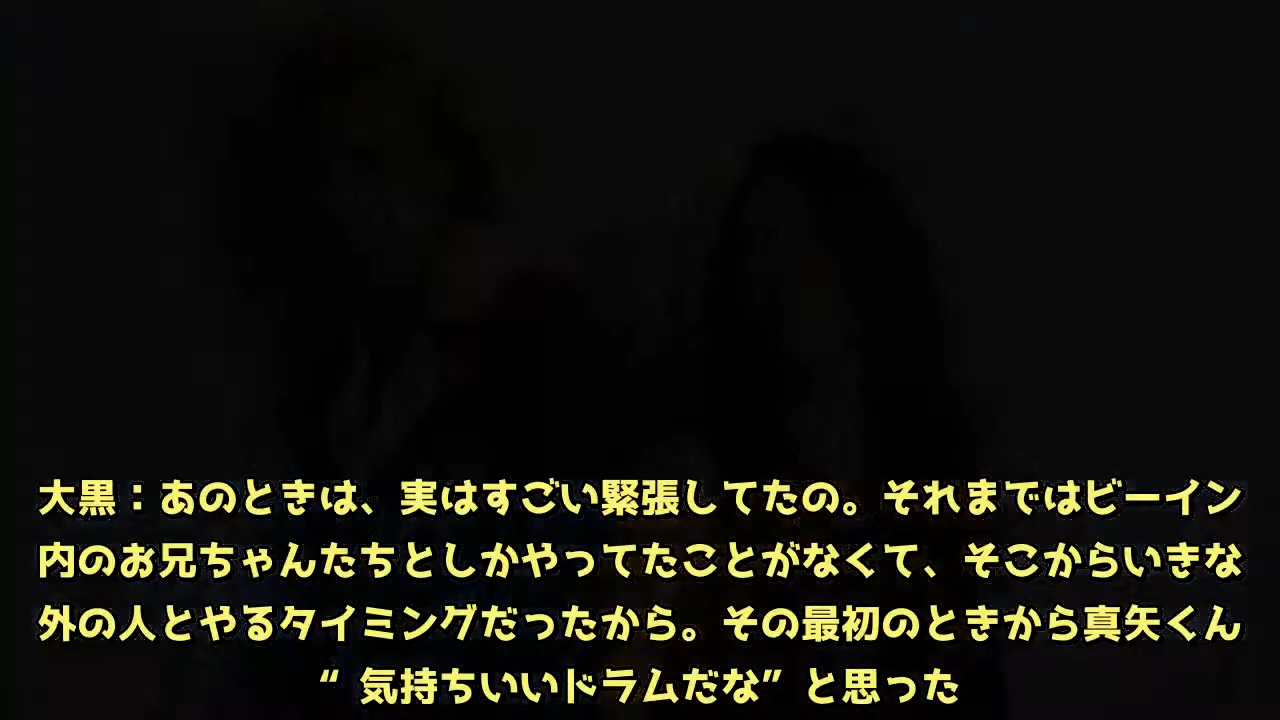 大黒：あのときは、実はすごい緊張してたの。それまではビーイン
内のお兄ちゃんたちとしかやってたことがなくて、そこからいきな
外の人とやるタイミングだったから。その最初のときから真矢くん
“ 気持ちいいドラムだな”と思った